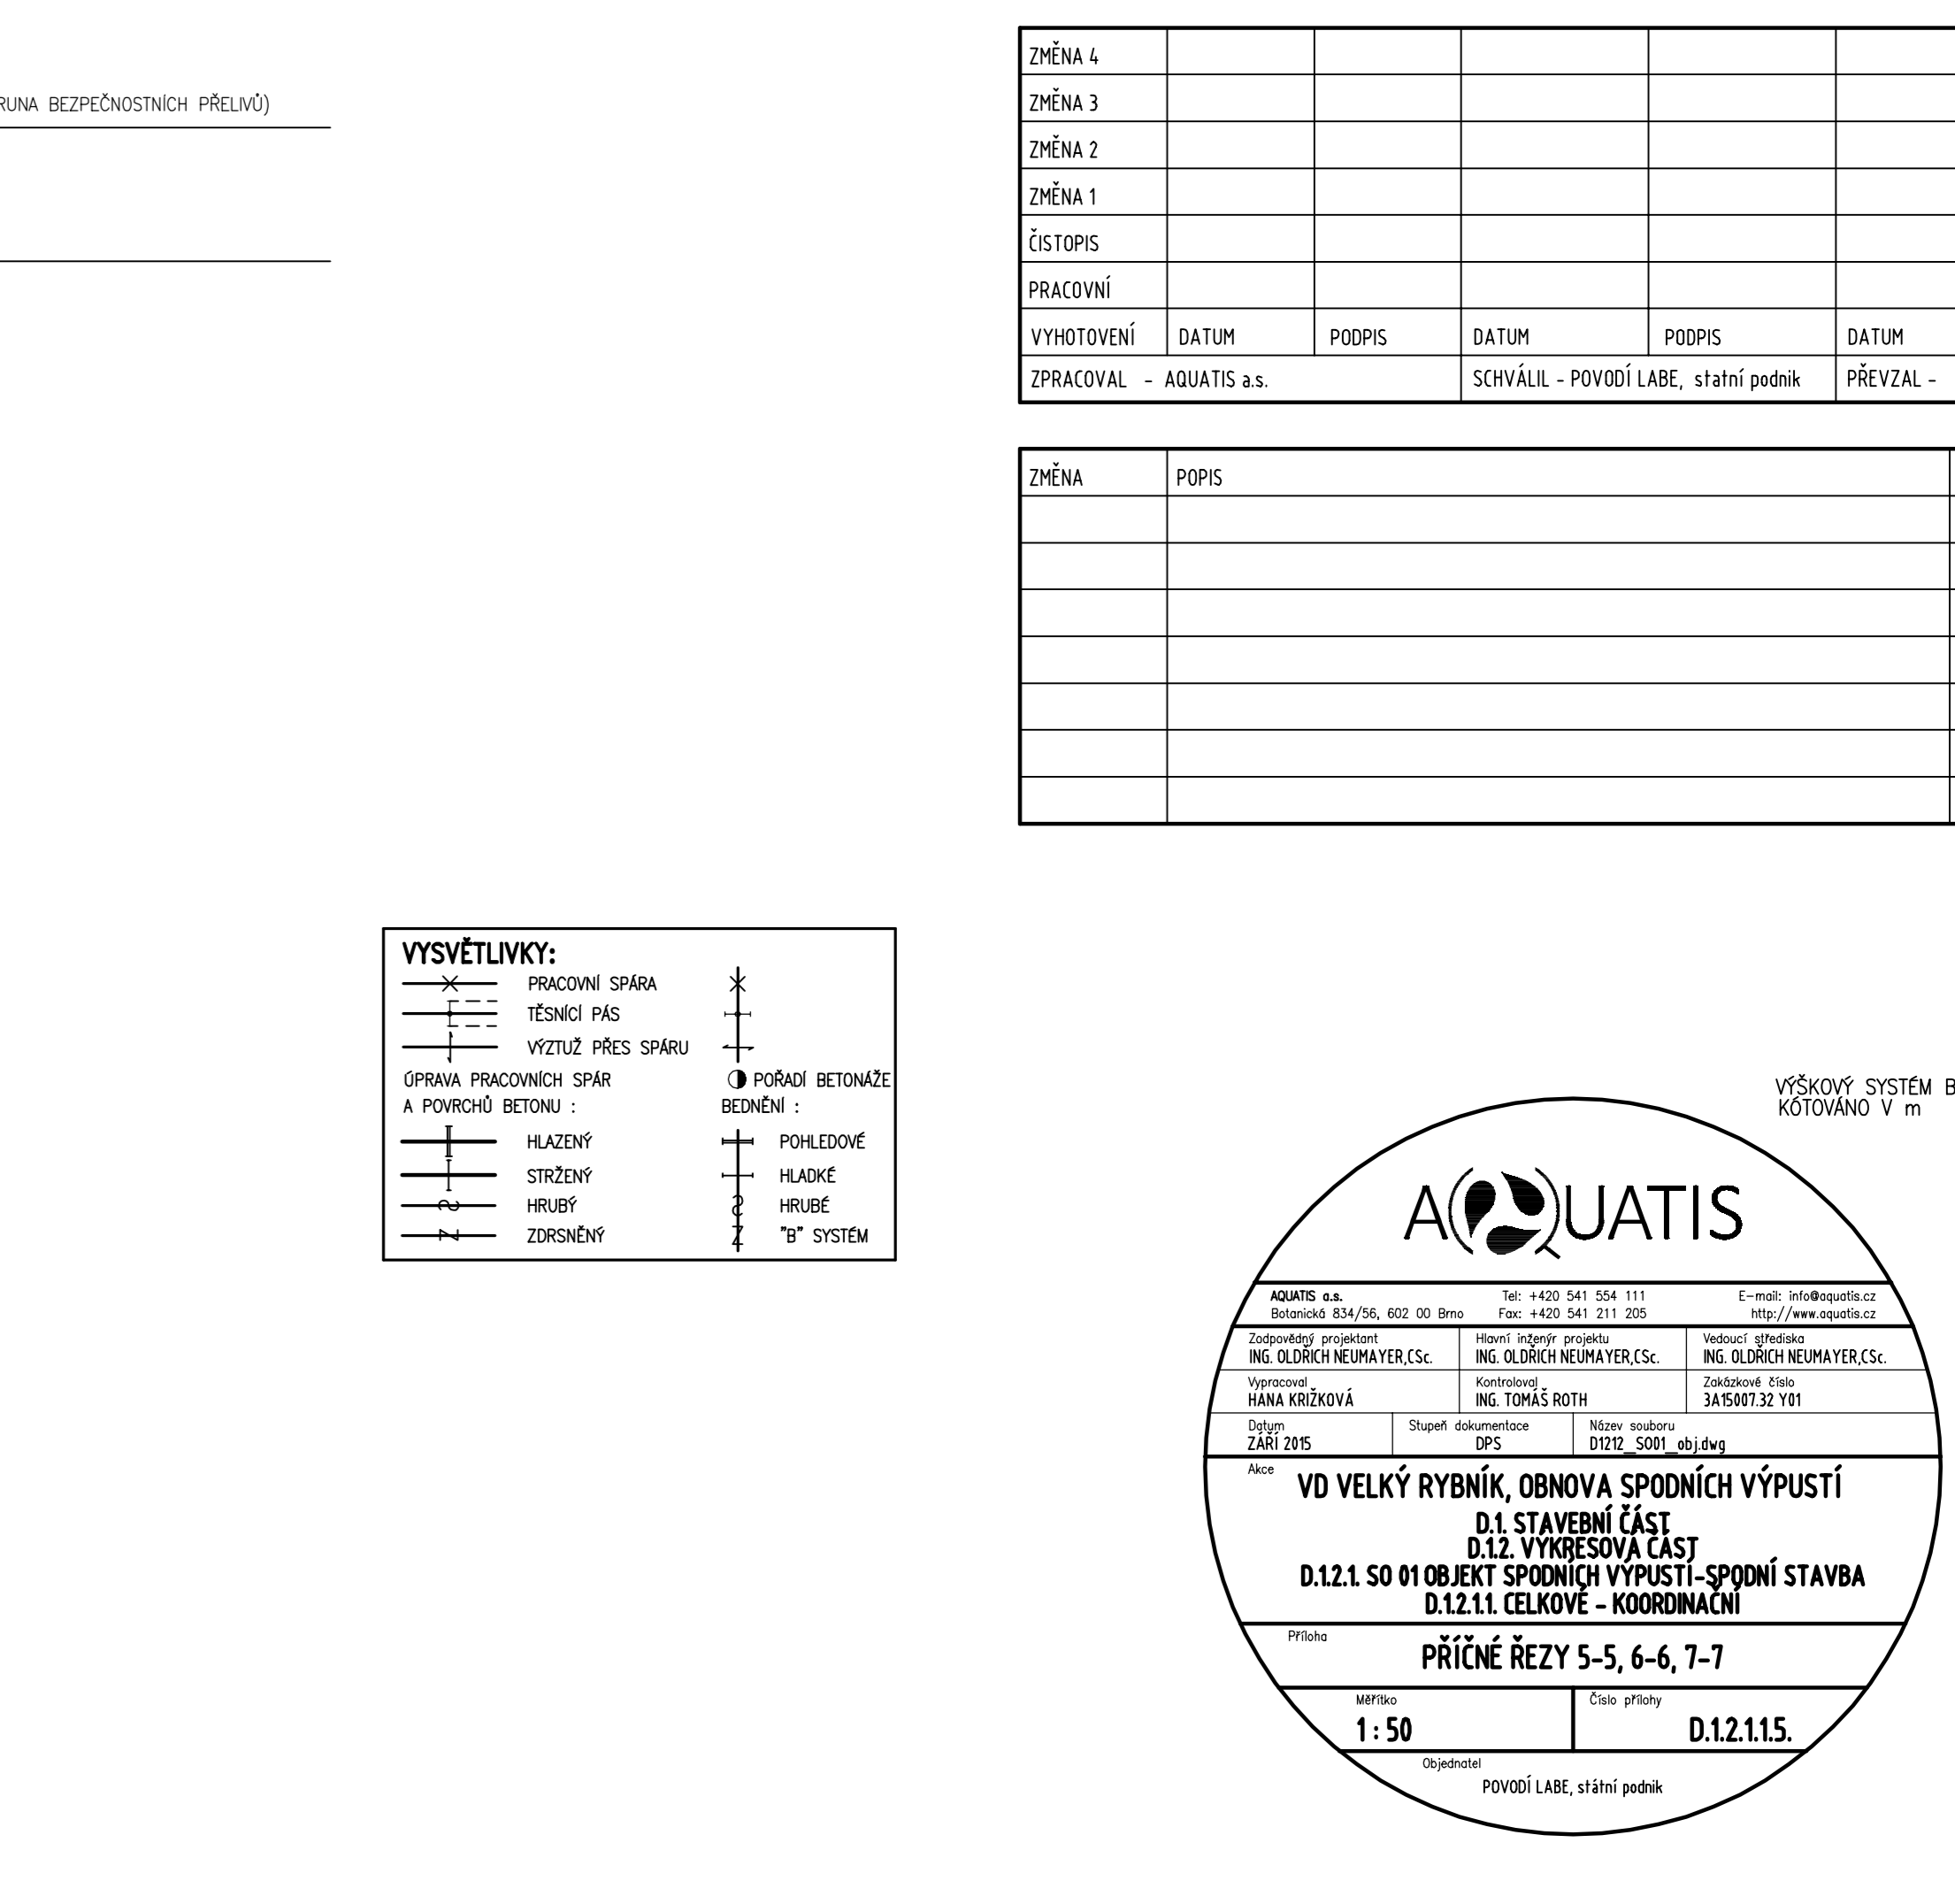 RUNA BEZPEČNOSTNÍCH PŘELIVŮ)
ZMĚNA 4
ZMĚNA 3
ZMĚNA 2
ZMĚNA 1
ČISTOPIS
PRACOVNÍ
VYHOTOVENÍ DATUM PODPIS DATUM PODPIS DATUM
ZPRACOVAL - AQUATIS a.s. SCHVÁLIL - POVODÍ LABE, statní podnik PŘEVZAL -
ZMĚNA POPIS
VYSVĚTLIVKY:
PRACOVNÍ SPÁRA
TĚSNÍCÍ PÁS
VÝZTUŽ PŘES SPÁRU
ÚPRAVA PRACOVNÍCH SPÁR
A POVRCHŮ BETONU :
HLAZENÝ
STRŽENÝ
HRUBÝ
ZDRSNĚNÝ
POŘADÍ BETONÁŽE
BEDNĚNÍ :
POHLEDOVÉ
HLADKÉ
HRUBÉ
"B" SYSTÉM
VÝŠKOVÝ SYSTÉM B
KÓTOVÁNO V m
AQUATIS
AQUATIS a.s. Tel: +420 541 554 111 E-mail: info@aquatis.cz
Botanická 834/56, 602 00 Brno Fax: +420 541 211 205 http://www.aquatis.cz
Zodpovědný projektant Hlavní inženýr projektu Vedoucí střediska
ING. OLDŘICH NEUMAYER,CSc. ING. OLDŘICH NEUMAYER,CSc. ING. OLDŘICH NEUMAYER,CSc.
Vypracoval Kontroloval Zakázkové číslo
HANA KRIŽKOVÁ ING. TOMÁŠ ROTH 3A15007.32 Y01
Datum Stupeň dokumentace Název souboru
ZÁŘÍ 2015 DPS D1212_SO01_obj.dwg
Akce
VD VELKÝ RYBNÍK, OBNOVA SPODNÍCH VÝPUSTÍ
D.1. STAVEBNÍ ČÁST
D.1.2. VÝKRESOVÁ ČÁST
D.1.2.1. SO 01 OBJEKT SPODNÍCH VÝPUSTÍ-SPODNÍ STAVBA
D.1.2.1.1. CELKOVÉ - KOORDINAČNÍ
Příloha
PŘÍČNÉ ŘEZY 5-5, 6-6, 7-7
Měřítko Číslo přílohy
1 : 50 D.1.2.1.1.5.
Objednatel
POVODÍ LABE, státní podnik